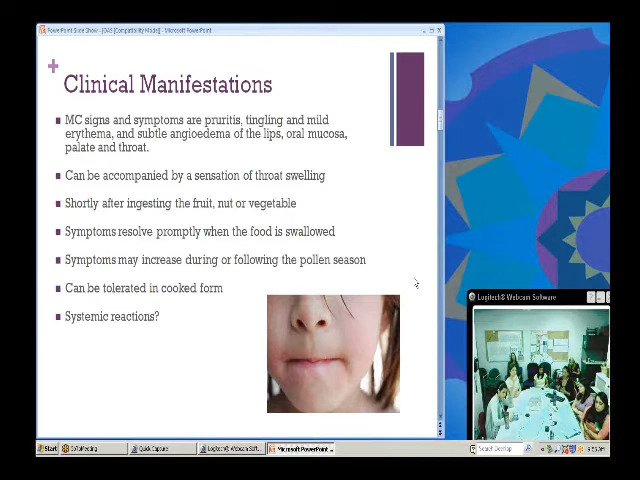 PowerPoint Slide Show - [OAS [Compatibility Mode]] - Microsoft PowerPoint
+
Clinical Manifestations
MC signs and symptoms are pruritis, tingling and mild
erythema, and subtle angioedema of the lips, oral mucosa,
palate and throat.
Can be accompanied by a sensation of throat swelling
Shortly after ingesting the fruit, nut or vegetable
Symptoms resolve promptly when the food is swallowed
Symptoms may increase during or following the pollen season
Can be tolerated in cooked form
Systemic reactions?
Logitech® Webcam Software
Start
GoToMeeting
Quick Capture
Logitech® Webcam Soft...
Microsoft PowerPoint ...
Search Desktop